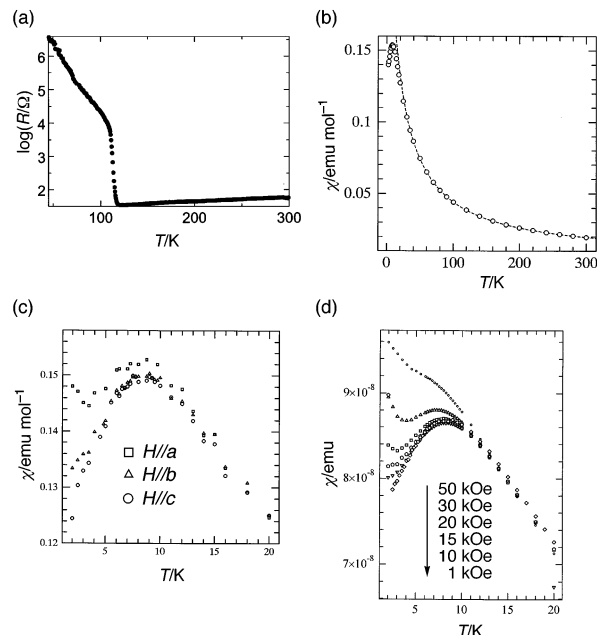 (a)
log(R/Ω)
6
5
4
3
2
100
200
300
T/K
(b)
χ/emu mol⁻¹
0.15
0.1
0.05
0
100
200
300
T/K
(c)
χ/emu mol⁻¹
0.15
0.14
0.13
0.12
0
5
10
15
20
H//a
H//b
H//c
T/K
(d)
χ/emu
9×10⁻⁸
8×10⁻⁸
7×10⁻⁸
50 kOe
30 kOe
20 kOe
15 kOe
10 kOe
1 kOe
0
5
10
15
20
T/K